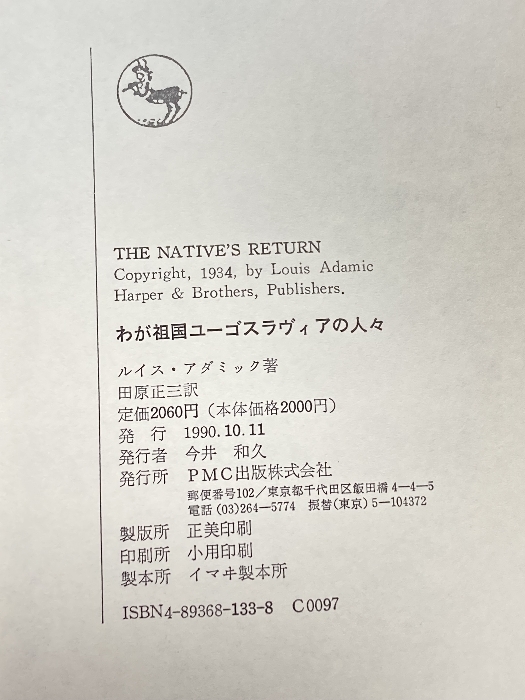 THE NATIVE'S RETURN
Copyright, 1934, by Louis Adamic
Harper & Brothers, Publishers.
わが祖国ユーゴスラヴィアの人々
ルイス・アダミック著
田原正三訳
定価2060円（本体価格2000円）
発　行　1990.10.11
発行者　今井　和久
発行所　PMC出版株式会社
郵便番号102／東京都千代田区飯田橋4－4－5
電話(03)264－5774　振替(東京)5－104372
製版所　正美印刷
印刷所　小用印刷
製本所　イマヰ製本所
ISBN4-89368-133-8　C0097